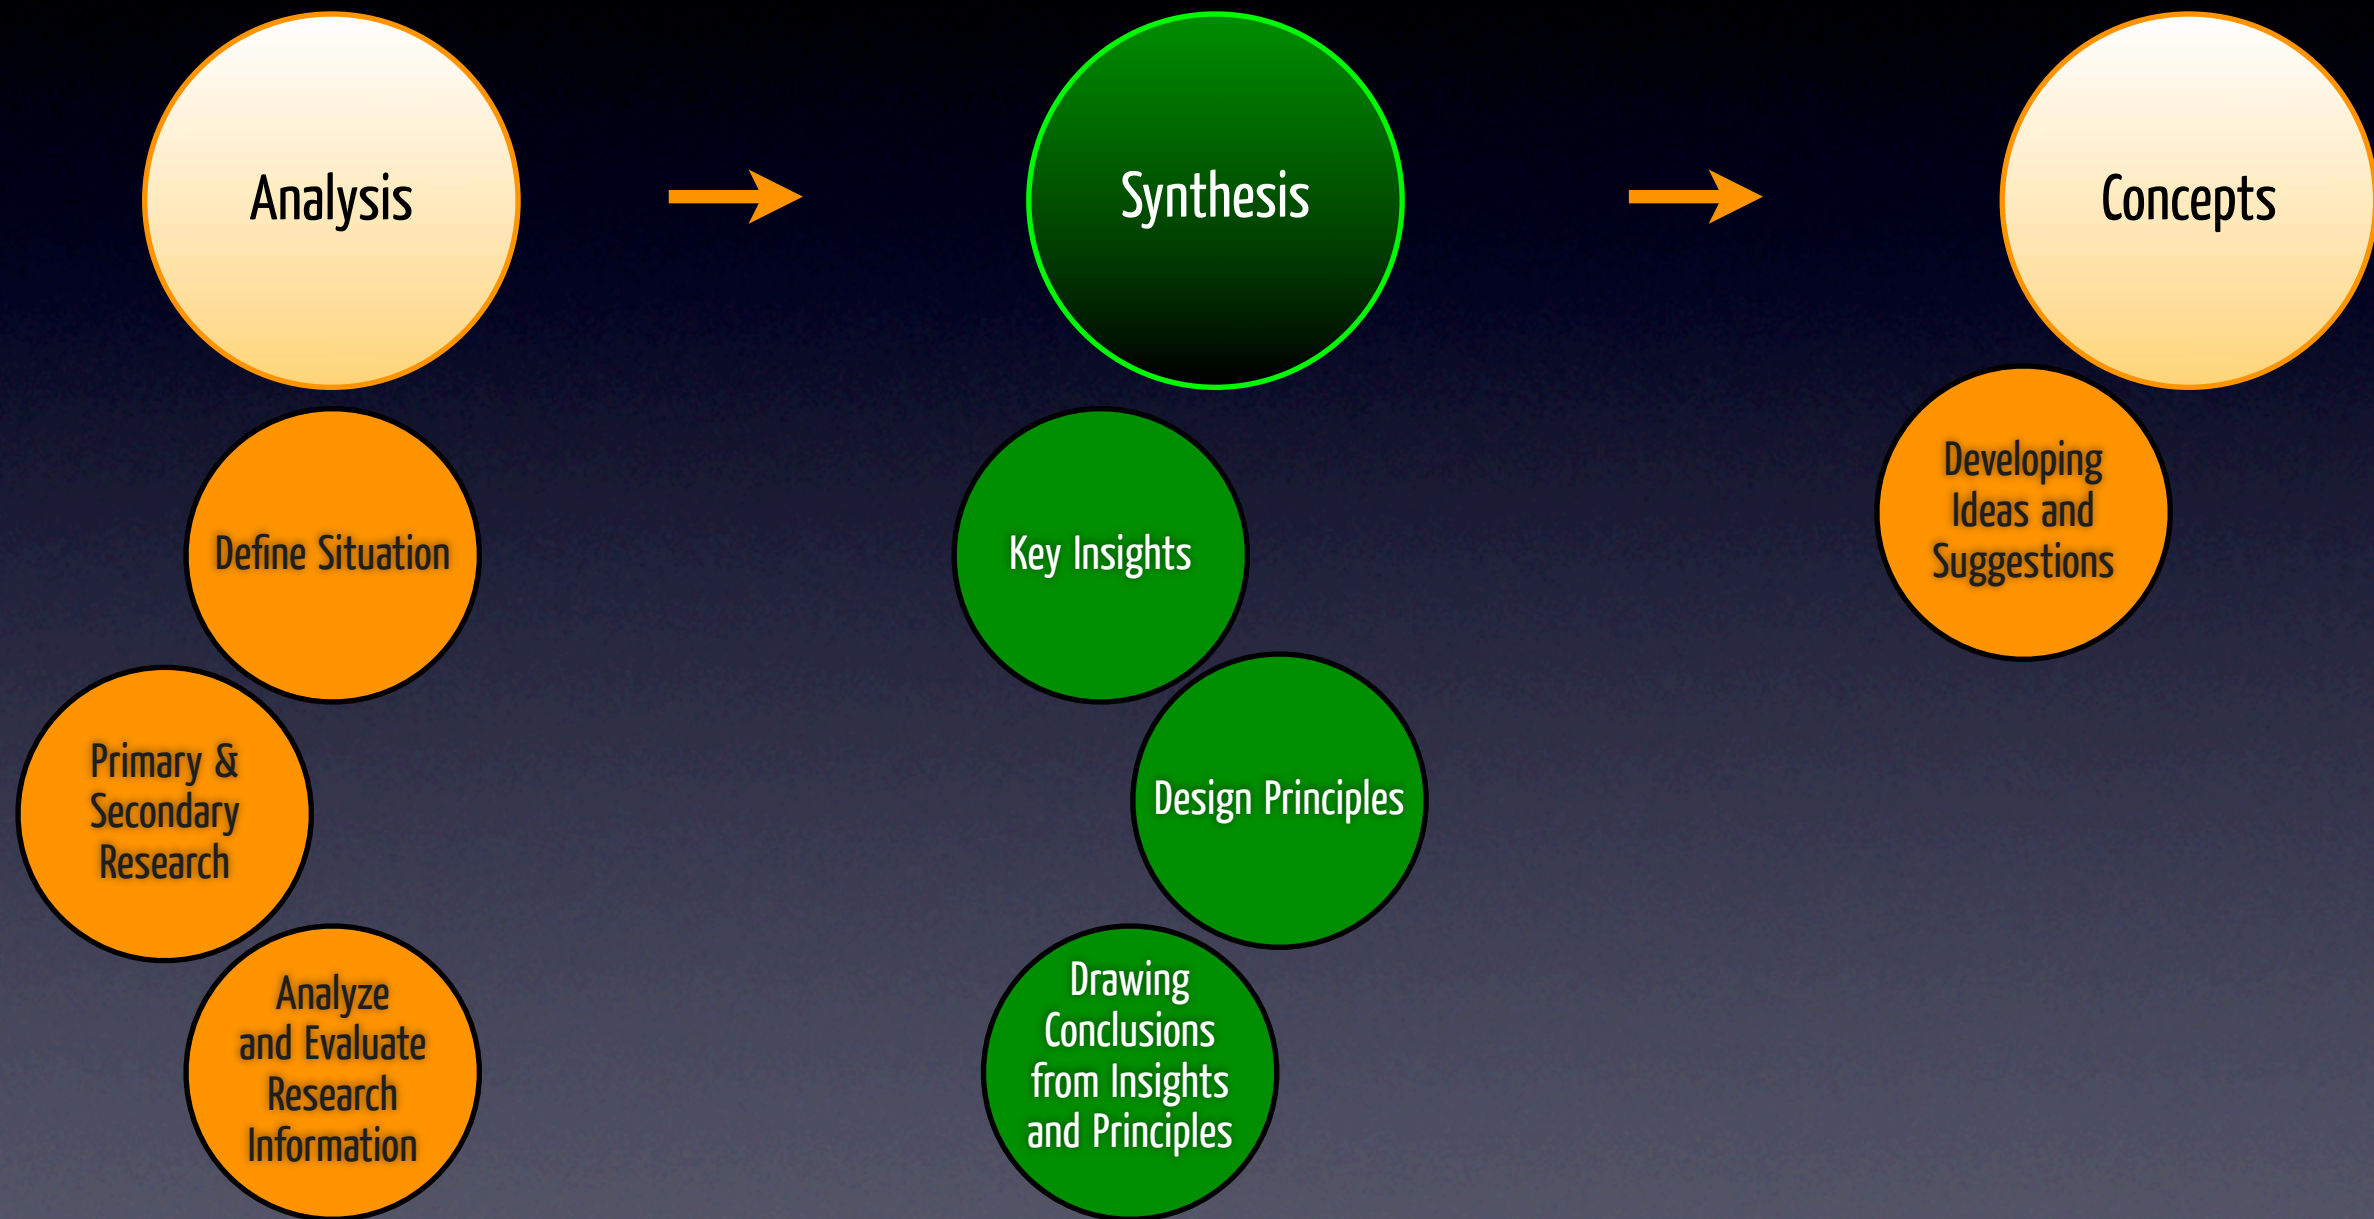 Analysis
Synthesis
Concepts
Define Situation
Primary &
Secondary
Research
Analyze
and Evaluate
Research
Information
Key Insights
Design Principles
Drawing
Conclusions
from Insights
and Principles
Developing
Ideas and
Suggestions